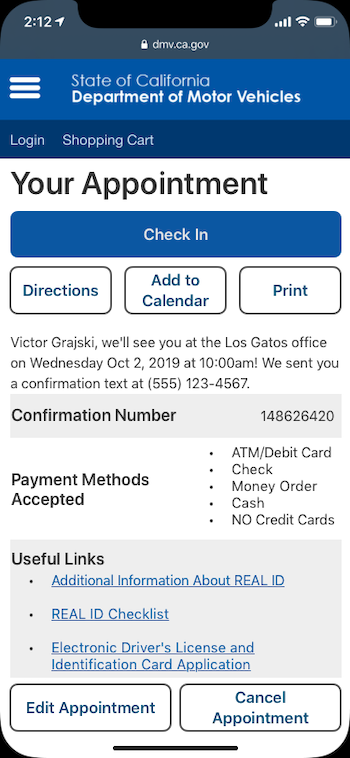 2:12
dmv.ca.gov
State of California
Department of Motor Vehicles
Login Shopping Cart
Your Appointment
Check In
Directions
Add to
Calendar
Print
Victor Grajski, we'll see you at the Los Gatos office
on Wednesday Oct 2, 2019 at 10:00am! We sent you
a confirmation text at (555) 123-4567.
Confirmation Number 148626420
Payment Methods
Accepted
• ATM/Debit Card
• Check
• Money Order
• Cash
• NO Credit Cards
Useful Links
• Additional Information About REAL ID
• REAL ID Checklist
• Electronic Driver's License and
Identification Card Application
Edit Appointment
Cancel
Appointment